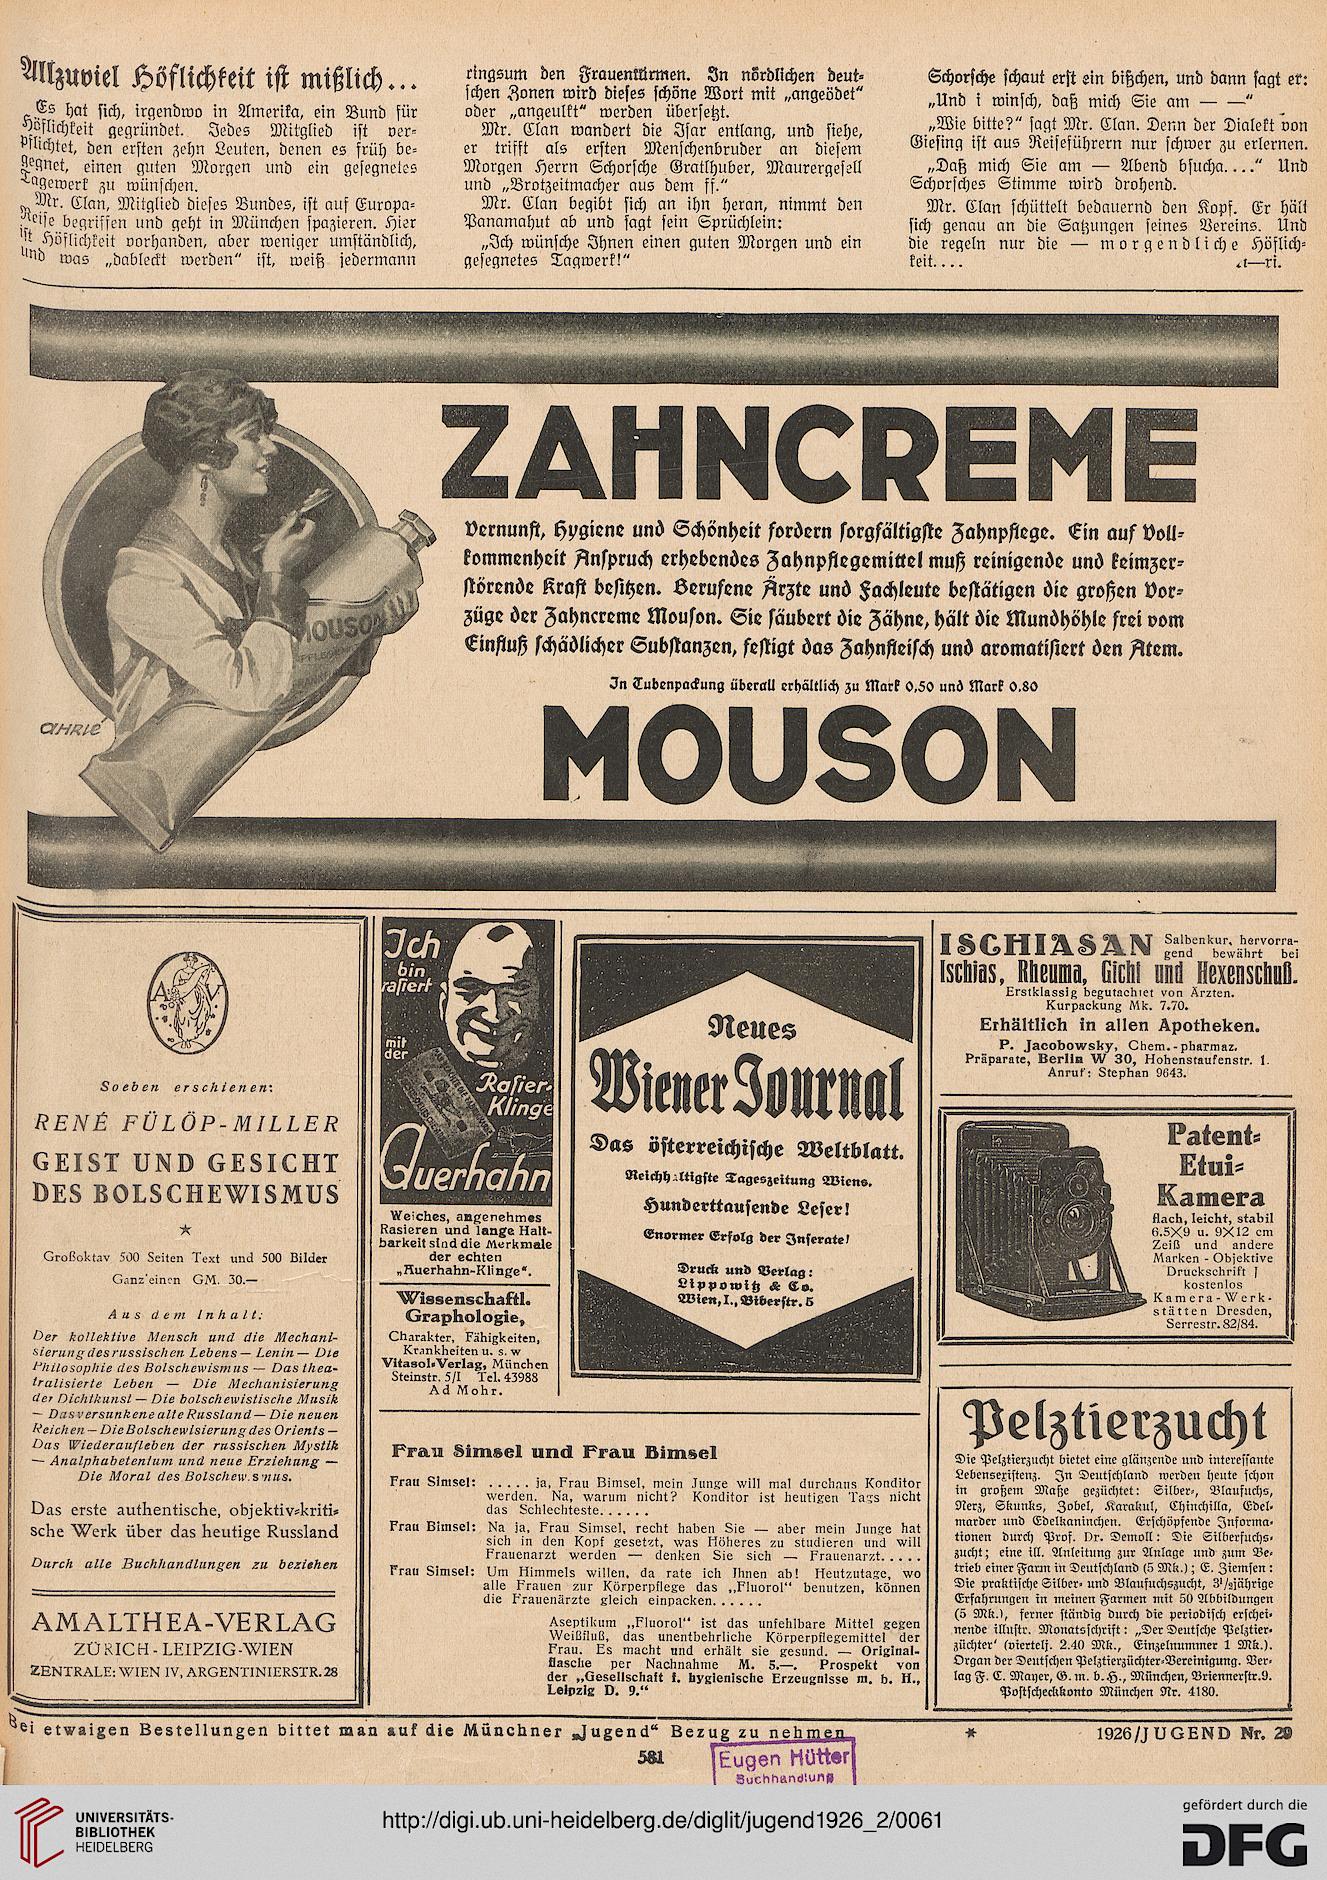 Allzuviel Höflichkeit ist mißlich...
Es hat sich, irgendwo in Amerika, ein Bund für
Höflichkeit gegründet. Jedes Mitglied ist ver-
pflichtet, den ersten zehn Leuten, denen es früh be-
gegnet, einen guten Morgen und ein gesegnetes
Tagewerk zu wünschen.
Mr. Clan, Mitglied dieses Bundes, ist auf Europa-
Reise begriffen und geht in München spazieren. Hier
ist Höflichkeit vorhanden, aber weniger umständlich,
und was „dableckt werden“ ist, weiß jedermann
ringsum den Frauentürmen. In nördlichen deut-
schen Zonen wird dieses schöne Wort mit „angeödet“
oder „angeulkt“ werden übersetzt.
Mr. Clan wandert die Isar entlang, und siehe,
er trifft als ersten Menschenbruder an diesem
Morgen Herrn Schorsche Grattlhuber, Maurergesell
und „Brotzeitmacher aus dem ff.“
Mr. Clan begibt sich an ihn heran, nimmt den
Panamahut ab und sagt sein Sprüchlein:
„Ich wünsche Ihnen einen guten Morgen und ein
gesegnetes Tagwerk!“
Schorsche schaut erst ein bißchen, und dann sagt er:
„Und i winsch, daß mich Sie am — —“
„Wie bitte?“ sagt Mr. Clan. Denn der Dialekt von
Giesing ist aus Reiseführern nur schwer zu erlernen.
„Daß mich Sie am — Abend bsucha....“ Und
Schorsches Stimme wird drohend.
Mr. Clan schüttelt bedauernd den Kopf. Er hält
sich genau an die Satzungen seines Vereins. Und
die regeln nur die — morgendliche Höflich-
keit....
—ri.
ZAHNCREME
Vernunft, Hygiene und Schönheit fordern sorgfältigste Zahnpflege. Ein auf Voll-
kommenheit Anspruch erhebendes Zahnpflegemittel muß reinigende und keimzer-
störende Kraft besitzen. Berufene Ärzte und Fachleute bestätigen die großen Vor-
züge der Zahncreme Mouson. Sie säubert die Zähne, hält die Mundhöhle frei vom
Einfluß schädlicher Substanzen, festigt das Zahnfleisch und aromatisiert den Atem.
In Tubenpackung überall erhältlich zu Mark 0,50 und Mark 0.80
MOUSON
MOUSON
AHRLÉ
A V
Soeben erschienen:
RENÉ FÜLÖP-MILLER
GEIST UND GESICHT
DES BOLSCHEWISMUS
Großoktav 500 Seiten Text und 500 Bilder
Ganzleinen GM. 30.—
Aus dem Inhalt:
Der kollektive Mensch und die Mechani-
sierung des russischen Lebens — Lenin — Die
Philosophie des Bolschewismus — Das thea-
tralisierte Leben — Die Mechanisierung
der Dichtkunst — Die bolschewistische Musik
— Das versunkene alte Russland — Die neuen
Reichen — Die Bolschewisierung des Orients —
Das Wiederaufleben der russischen Mystik
— Analphabetentum und neue Erziehung —
Die Moral des Bolschewismus.
Das erste authentische, objektiv-kriti-
sche Werk über das heutige Russland
Durch alle Buchhandlungen zu beziehen
AMALTHEA-VERLAG
ZÜRICH-LEIPZIG-WIEN
ZENTRALE: WIEN IV, ARGENTINIERSTR. 28
Ich
bin
rasiert
mit
der
Rasier-
Klinge
Auerhahn
Weiches, angenehmes
Rasieren und lange Halt-
barkeit sind die Merkmale
der echten
„Auerhahn-Klinge“.
Wissenschaftl.
Graphologie,
Charakter, Fähigkeiten,
Krankheiten u. s. w
Vitasol-Verlag, München
Steinstr. 5/I Tel. 43988
Ad Mohr.
Neues
Wiener Journal
Das österreichische Weltblatt.
Reichhaltigste Tageszeitung Wiens.
Hunderttausende Leser!
Enormer Erfolg der Inserate!
Druck und Verlag:
Lippowitz & Co.
Wien, I., Biberstr. 5
Frau Simsel und Frau Bimsel
Frau Simsel: ..... ja, Frau Bimsel, mein Junge will mal durchaus Konditor
werden. Na, warum nicht? Konditor ist heutigen Tags nicht
das Schlechteste......
Frau Bimsel: Na ja, Frau Simsel, recht haben Sie — aber mein Junge hat
sich in den Kopf gesetzt, was Höheres zu studieren und will
Frauenarzt werden — denken Sie sich — Frauenarzt.....
Frau Simsel: Um Himmels willen, da rate ich Ihnen ab! Heutzutage, wo
alle Frauen zur Körperpflege das „Fluorol“ benutzen, können
die Frauenärzte gleich einpacken......
Aseptikum „Fluorol“ ist das unfehlbare Mittel gegen
Weißfluß, das unentbehrliche Körperpflegemittel der
Frau. Es macht und erhält sie gesund. — Original-
flasche per Nachnahme M. 5.—. Prospekt von
der „Gesellschaft f. hygienische Erzeugnisse m. b. H.,
Leipzig D. 9.“
ISCHIASAN Salbenkur, hervorra-
gend bewährt bei
Ischias, Rheuma, Gicht und Hexenschuß.
Erstklassig begutachtet von Ärzten.
Kurpackung Mk. 7.70.
Erhältlich in allen Apotheken.
P. Jacobowsky, Chem.-pharmaz.
Präparate, Berlin W 30, Hohenstaufenstr. 1.
Anruf: Stephan 9643.
Patent-
Etui-
Kamera
flach, leicht, stabil
6.5×9 u. 9×12 cm
Zeiß und andere
Marken-Objektive
Druckschrift J
kostenlos
Kamera-Werk-
stätten Dresden,
Serrestr. 82/84.
Pelztierzucht
Die Pelztierzucht bietet eine glänzende und interessante
Lebensexistenz. In Deutschland werden heute schon
in großem Maße gezüchtet: Silber-, Blaufuchs,
Nerz, Skunks, Zobel, Karakul, Chinchilla, Edel-
marder und Edelkaninchen. Erschöpfende Informa-
tionen durch Prof. Dr. Demoll: Die Silberfuchs-
zucht; eine ill. Anleitung zur Anlage und zum Be-
trieb einer Farm in Deutschland (5 Mk.); E. Ziemsen:
Die praktische Silber- und Blaufuchszucht, 3½jährige
Erfahrungen in meinen Farmen mit 50 Abbildungen
(5 Mk.), ferner ständig durch die periodisch erschei-
nende illustr. Monatsschrift: „Der Deutsche Pelztier-
züchter“ (viertelj. 2.40 Mk., Einzelnummer 1 Mk.).
Organ der Deutschen Pelztierzüchter-Vereinigung. Ver-
lag F. C. Mayer, G. m. b. H., München, Briennerstr. 9.
Postscheckkonto München Nr. 4180.
Bei etwaigen Bestellungen bittet man auf die Münchner „Jugend“ Bezug zu nehmen
* 1926/JUGEND Nr. 29
581
Eugen Hütter
Buchhandlung
UNIVERSITÄTS-
BIBLIOTHEK
HEIDELBERG
http://digi.ub.uni-heidelberg.de/diglit/jugend1926_2/0061
gefördert durch die
DFG